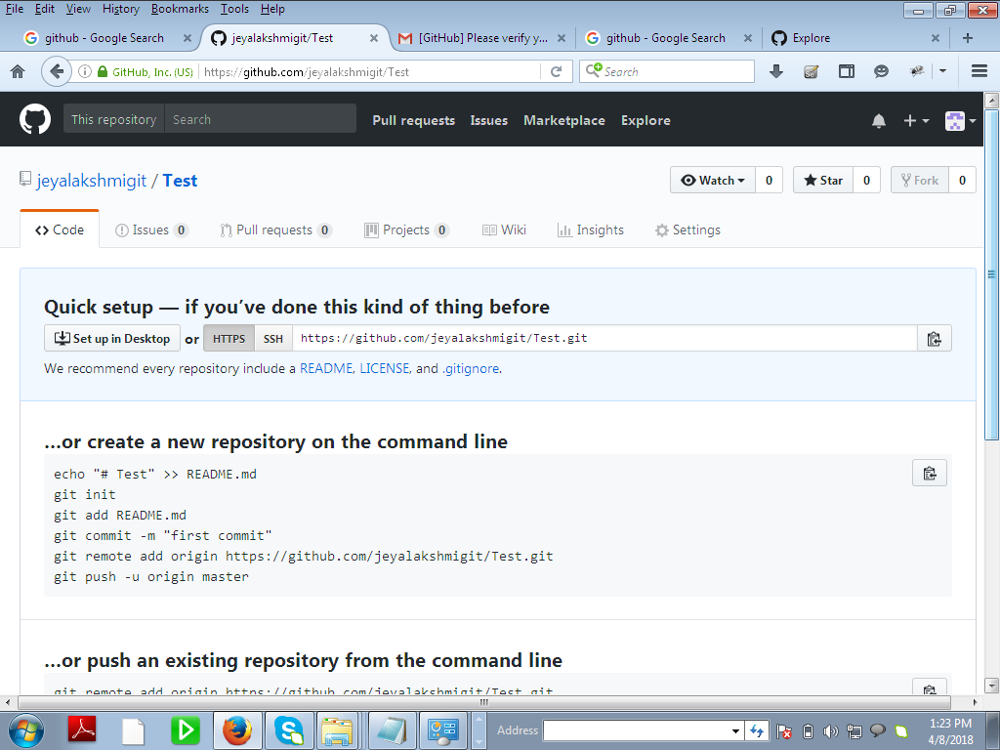 File Edit View History Bookmarks Tools Help
github - Google Search
jeyalakshmigit/Test
[GitHub] Please verify y...
github - Google Search
Explore
GitHub, Inc. (US) https://github.com/jeyalakshmigit/Test Search
This repository Search Pull requests Issues Marketplace Explore
jeyalakshmigit / Test Watch 0 Star 0 Fork 0
Code Issues 0 Pull requests 0 Projects 0 Wiki Insights Settings
Quick setup — if you’ve done this kind of thing before
Set up in Desktop or HTTPS SSH https://github.com/jeyalakshmigit/Test.git
We recommend every repository include a README, LICENSE, and .gitignore.
…or create a new repository on the command line
echo "# Test" >> README.md
git init
git add README.md
git commit -m "first commit"
git remote add origin https://github.com/jeyalakshmigit/Test.git
git push -u origin master
…or push an existing repository from the command line
git remote add origin https://github.com/jeyalakshmigit/Test.git
Address
1:23 PM
4/8/2018